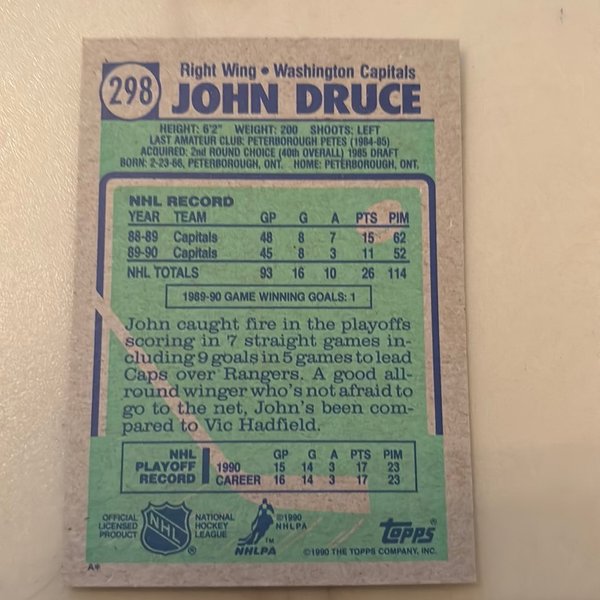 298
Right Wing • Washington Capitals
JOHN DRUCE
HEIGHT: 6'2" WEIGHT: 200 SHOOTS: LEFT
LAST AMATEUR CLUB: PETERBOROUGH PETES (1984-85)
ACQUIRED: 2nd ROUND CHOICE (40th OVERALL) 1985 DRAFT
BORN: 2-23-66, PETERBOROUGH, ONT. HOME: PETERBOROUGH, ONT.
NHL RECORD
YEAR TEAM GP G A PTS PIM
88-89 Capitals 48 8 7 15 62
89-90 Capitals 45 8 3 11 52
NHL TOTALS 93 16 10 26 114
1989-90 GAME WINNING GOALS: 1
John caught fire in the playoffs
scoring in 7 straight games in-
cluding 9 goals in 5 games to lead
Caps over Rangers. A good all-
round winger who's not afraid to
go to the net, John's been com-
pared to Vic Hadfield.
NHL PLAYOFF RECORD
GP G A PTS PIM
1990 15 14 3 17 23
CAREER 16 14 3 17 23
OFFICIAL
LICENSED
PRODUCT
NHL
®
NATIONAL
HOCKEY
LEAGUE
©1990
NHLPA
TM
NHLPA
topps®
©1990 THE TOPPS COMPANY, INC.
A*